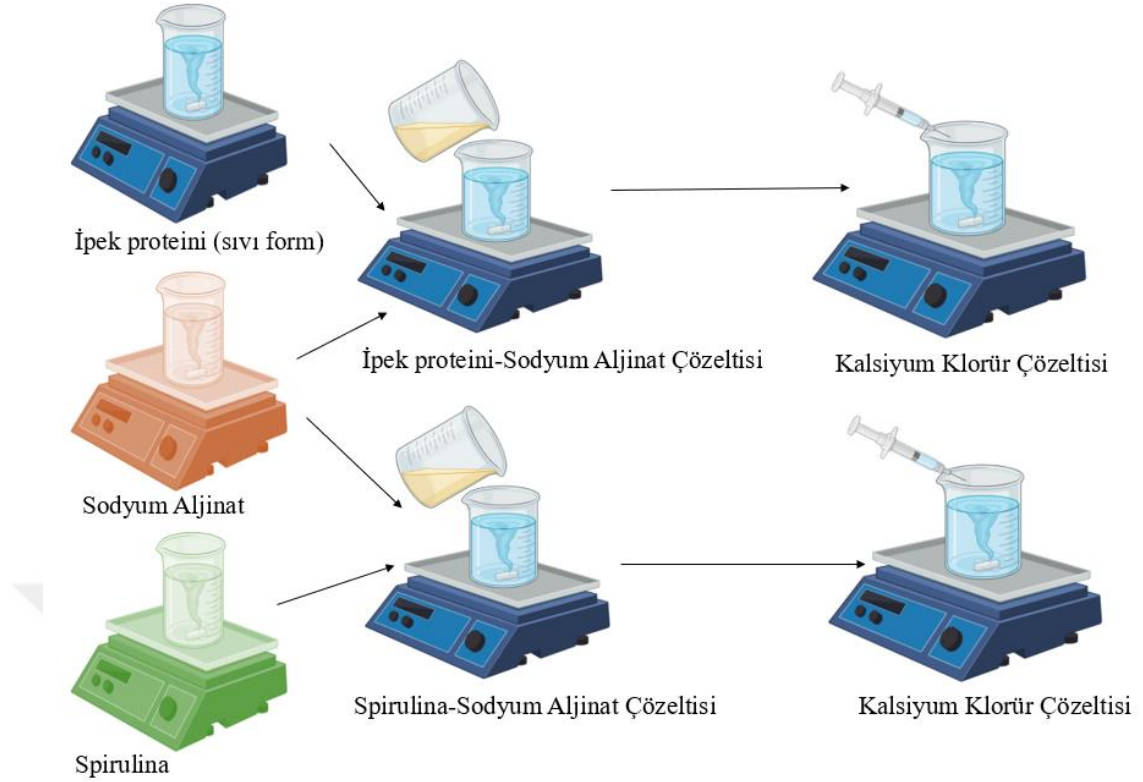 İpek proteini (sıvı form)
İpek proteini-Sodyum Aljinat Çözeltisi
Kalsiyum Klorür Çözeltisi
Sodyum Aljinat
Spirulina-Sodyum Aljinat Çözeltisi
Kalsiyum Klorür Çözeltisi
Spirulina